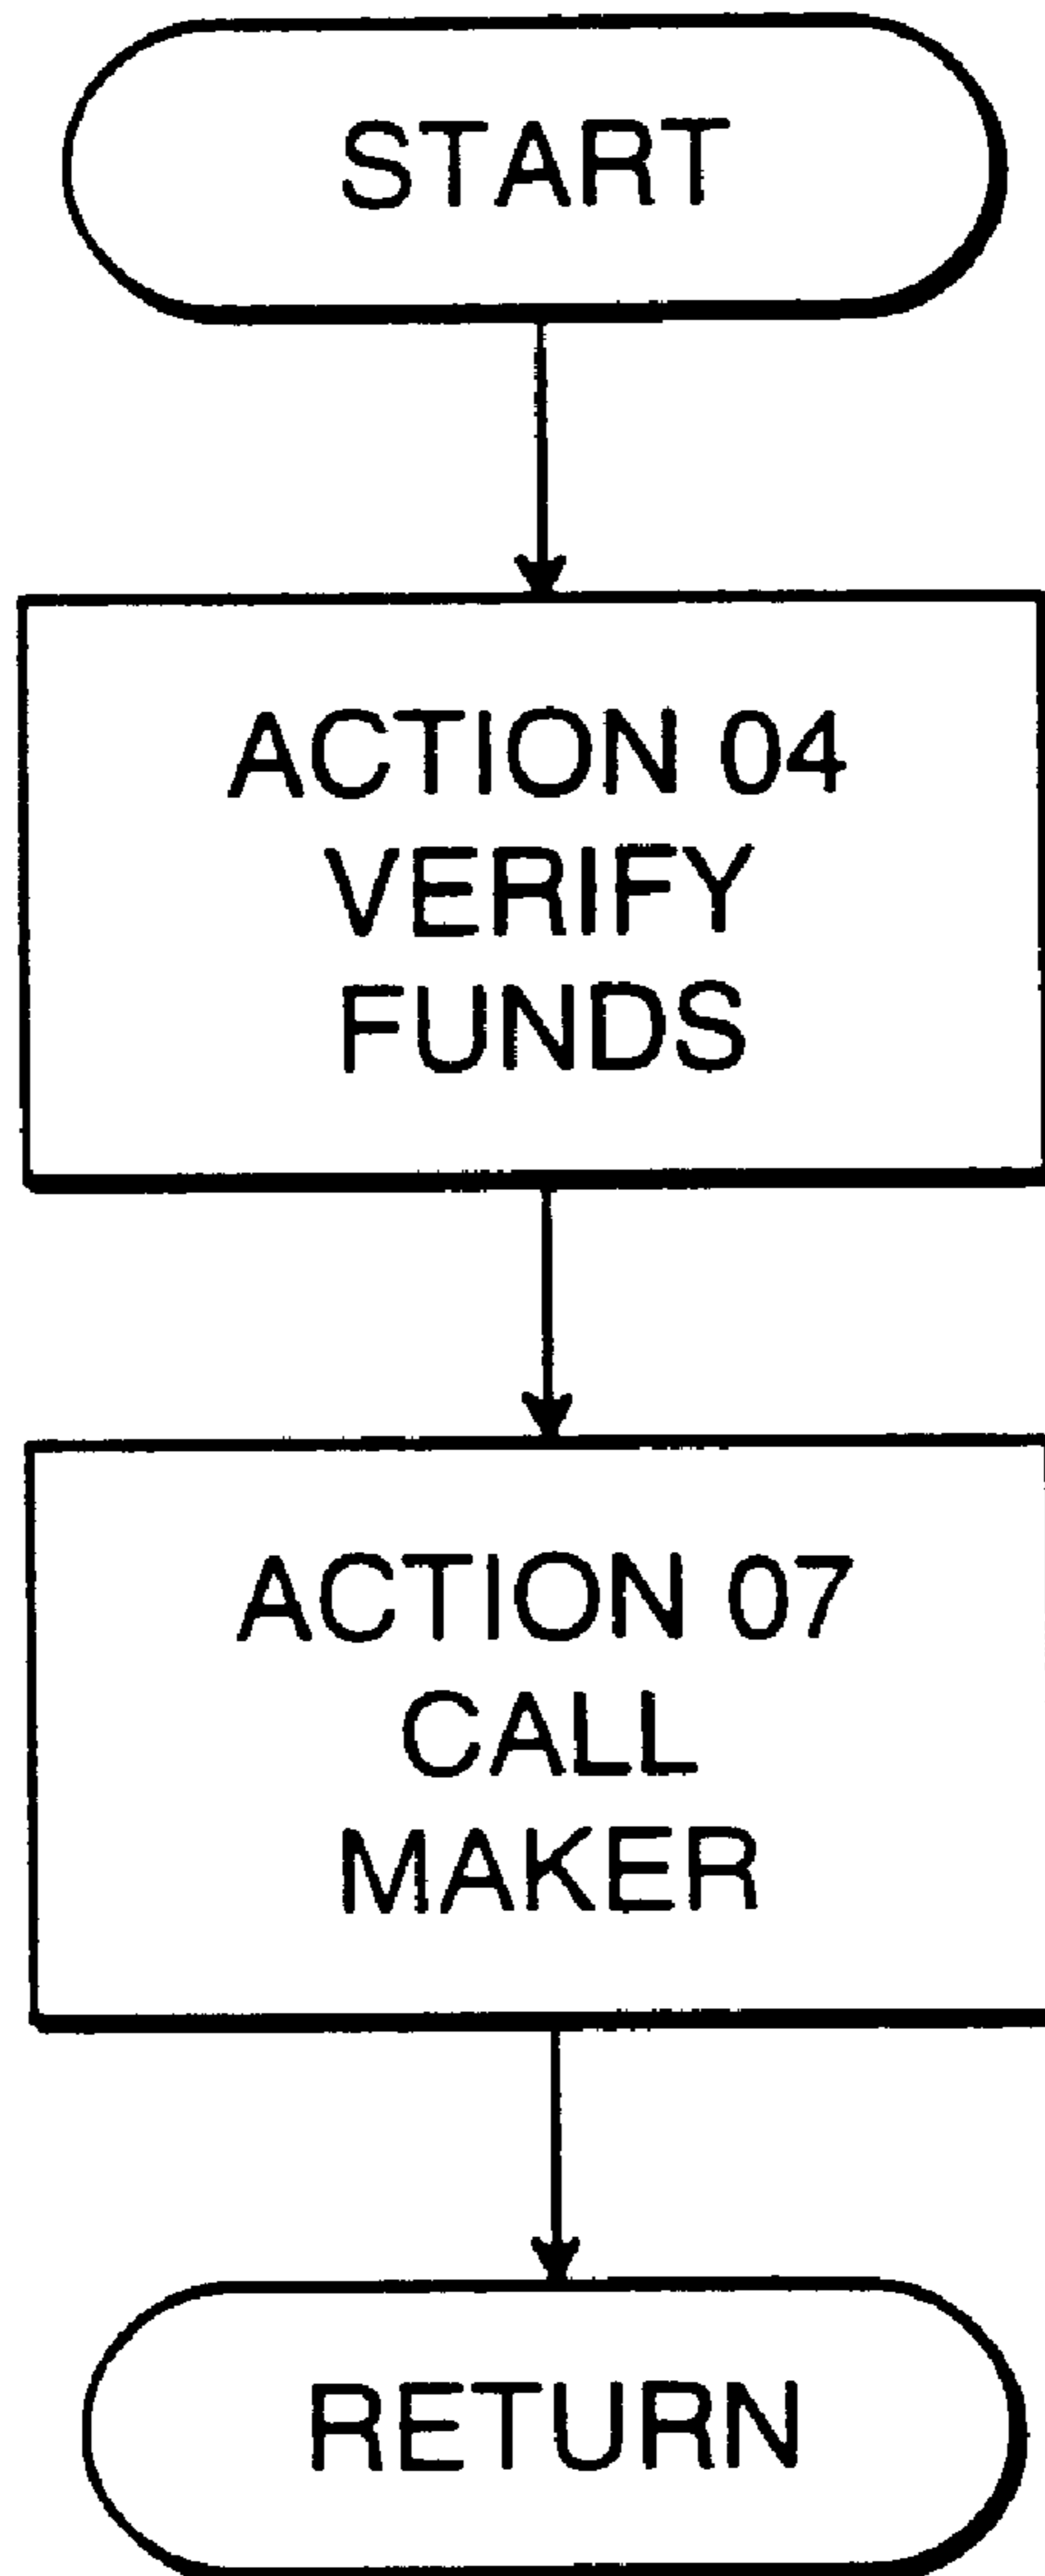 START
ACTION 04
VERIFY
FUNDS
ACTION 07
CALL
MAKER
RETURN